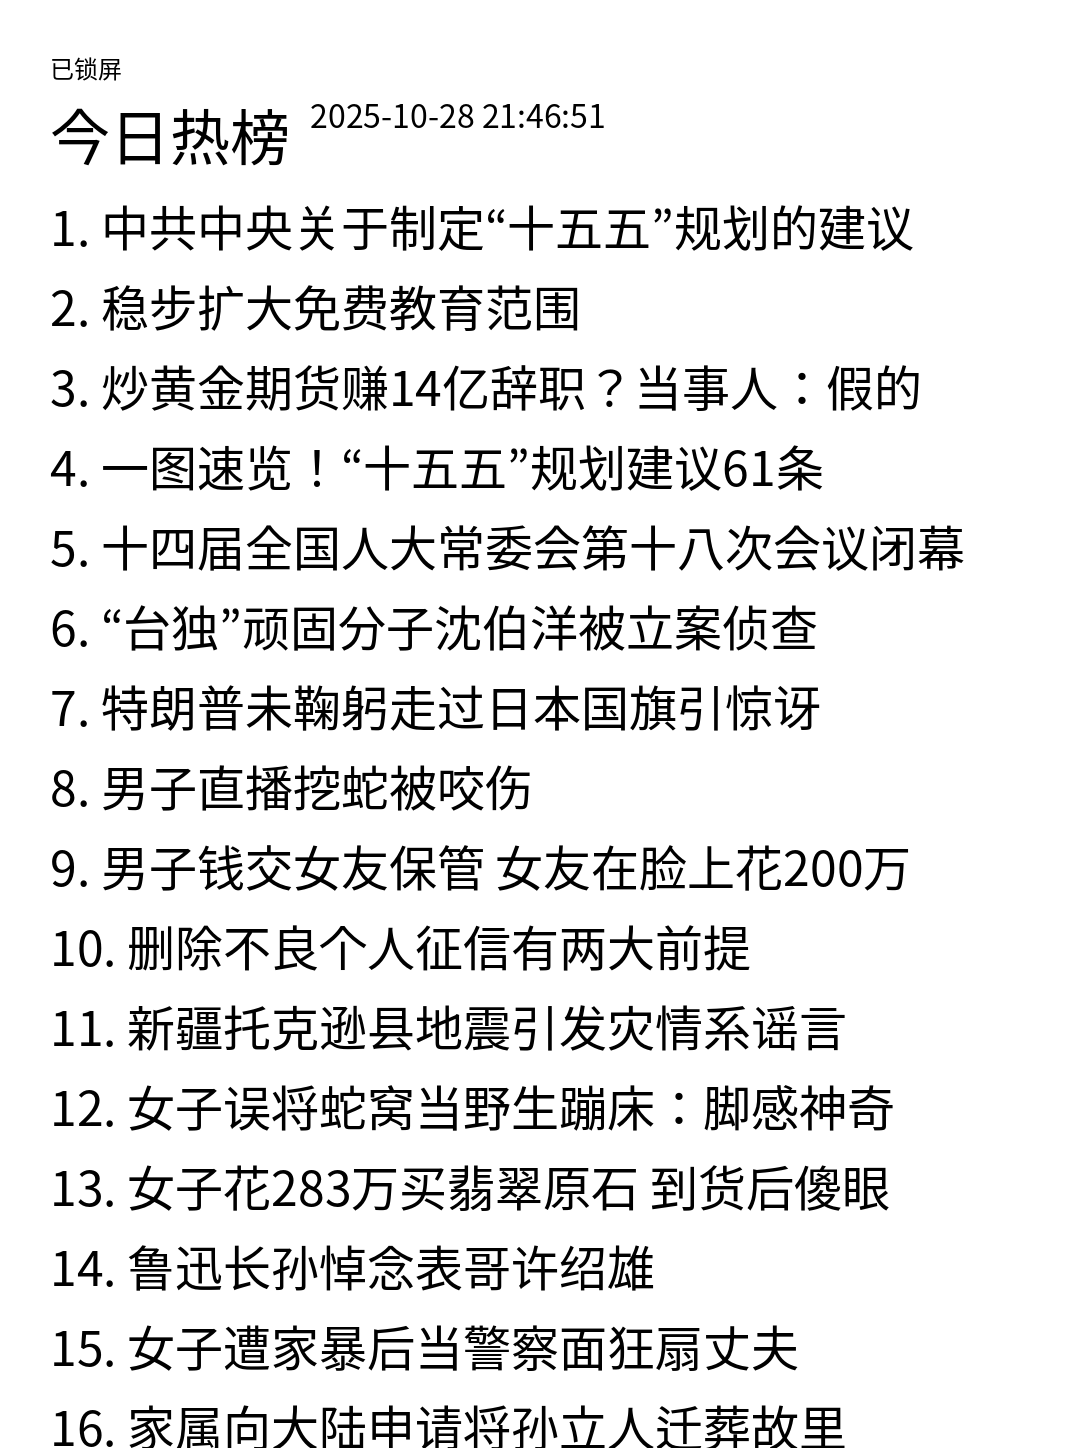 已锁屏
今日热榜 2025-10-28 21:46:51
1. 中共中央关于制定“十五五”规划的建议
2. 稳步扩大免费教育范围
3. 炒黄金期货赚14亿辞职？当事人：假的
4. 一图速览！“十五五”规划建议61条
5. 十四届全国人大常委会第十八次会议闭幕
6. “台独”顽固分子沈伯洋被立案侦查
7. 特朗普未鞠躬走过日本国旗引惊讶
8. 男子直播挖蛇被咬伤
9. 男子钱交女友保管 女友在脸上花200万
10. 删除不良个人征信有两大前提
11. 新疆托克逊县地震引发灾情系谣言
12. 女子误将蛇窝当野生蹦床：脚感神奇
13. 女子花283万买翡翠原石 到货后傻眼
14. 鲁迅长孙悼念表哥许绍雄
15. 女子遭家暴后当警察面狂扇丈夫
16. 家属向大陆申请将孙立人迁葬故里